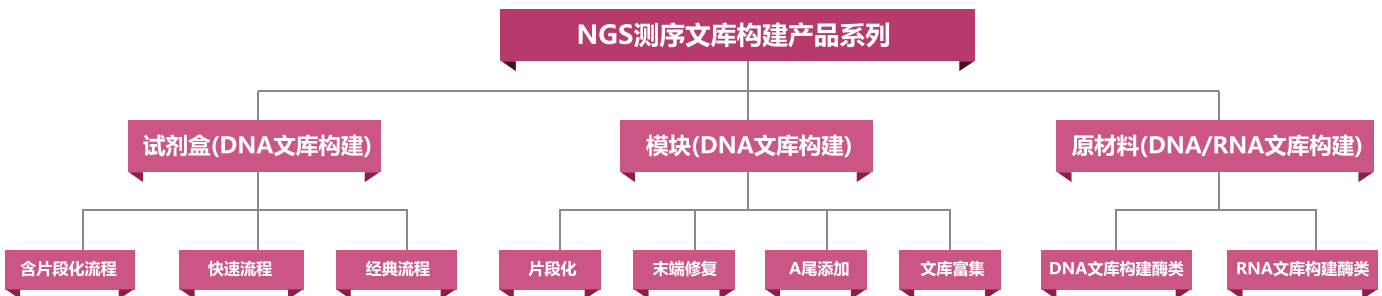 NGS测序文库构建产品系列
试剂盒(DNA文库构建)
模块(DNA文库构建)
原材料(DNA/RNA文库构建)
含片段化流程
快速流程
经典流程
片段化
末端修复
A尾添加
文库富集
DNA文库构建酶类
RNA文库构建酶类